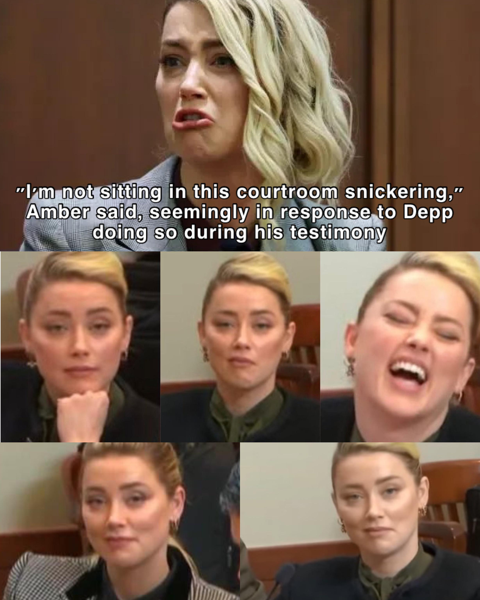 "I'm not sitting in this courtroom snickering,"
Amber said, seemingly in response to Depp
doing so during his testimony